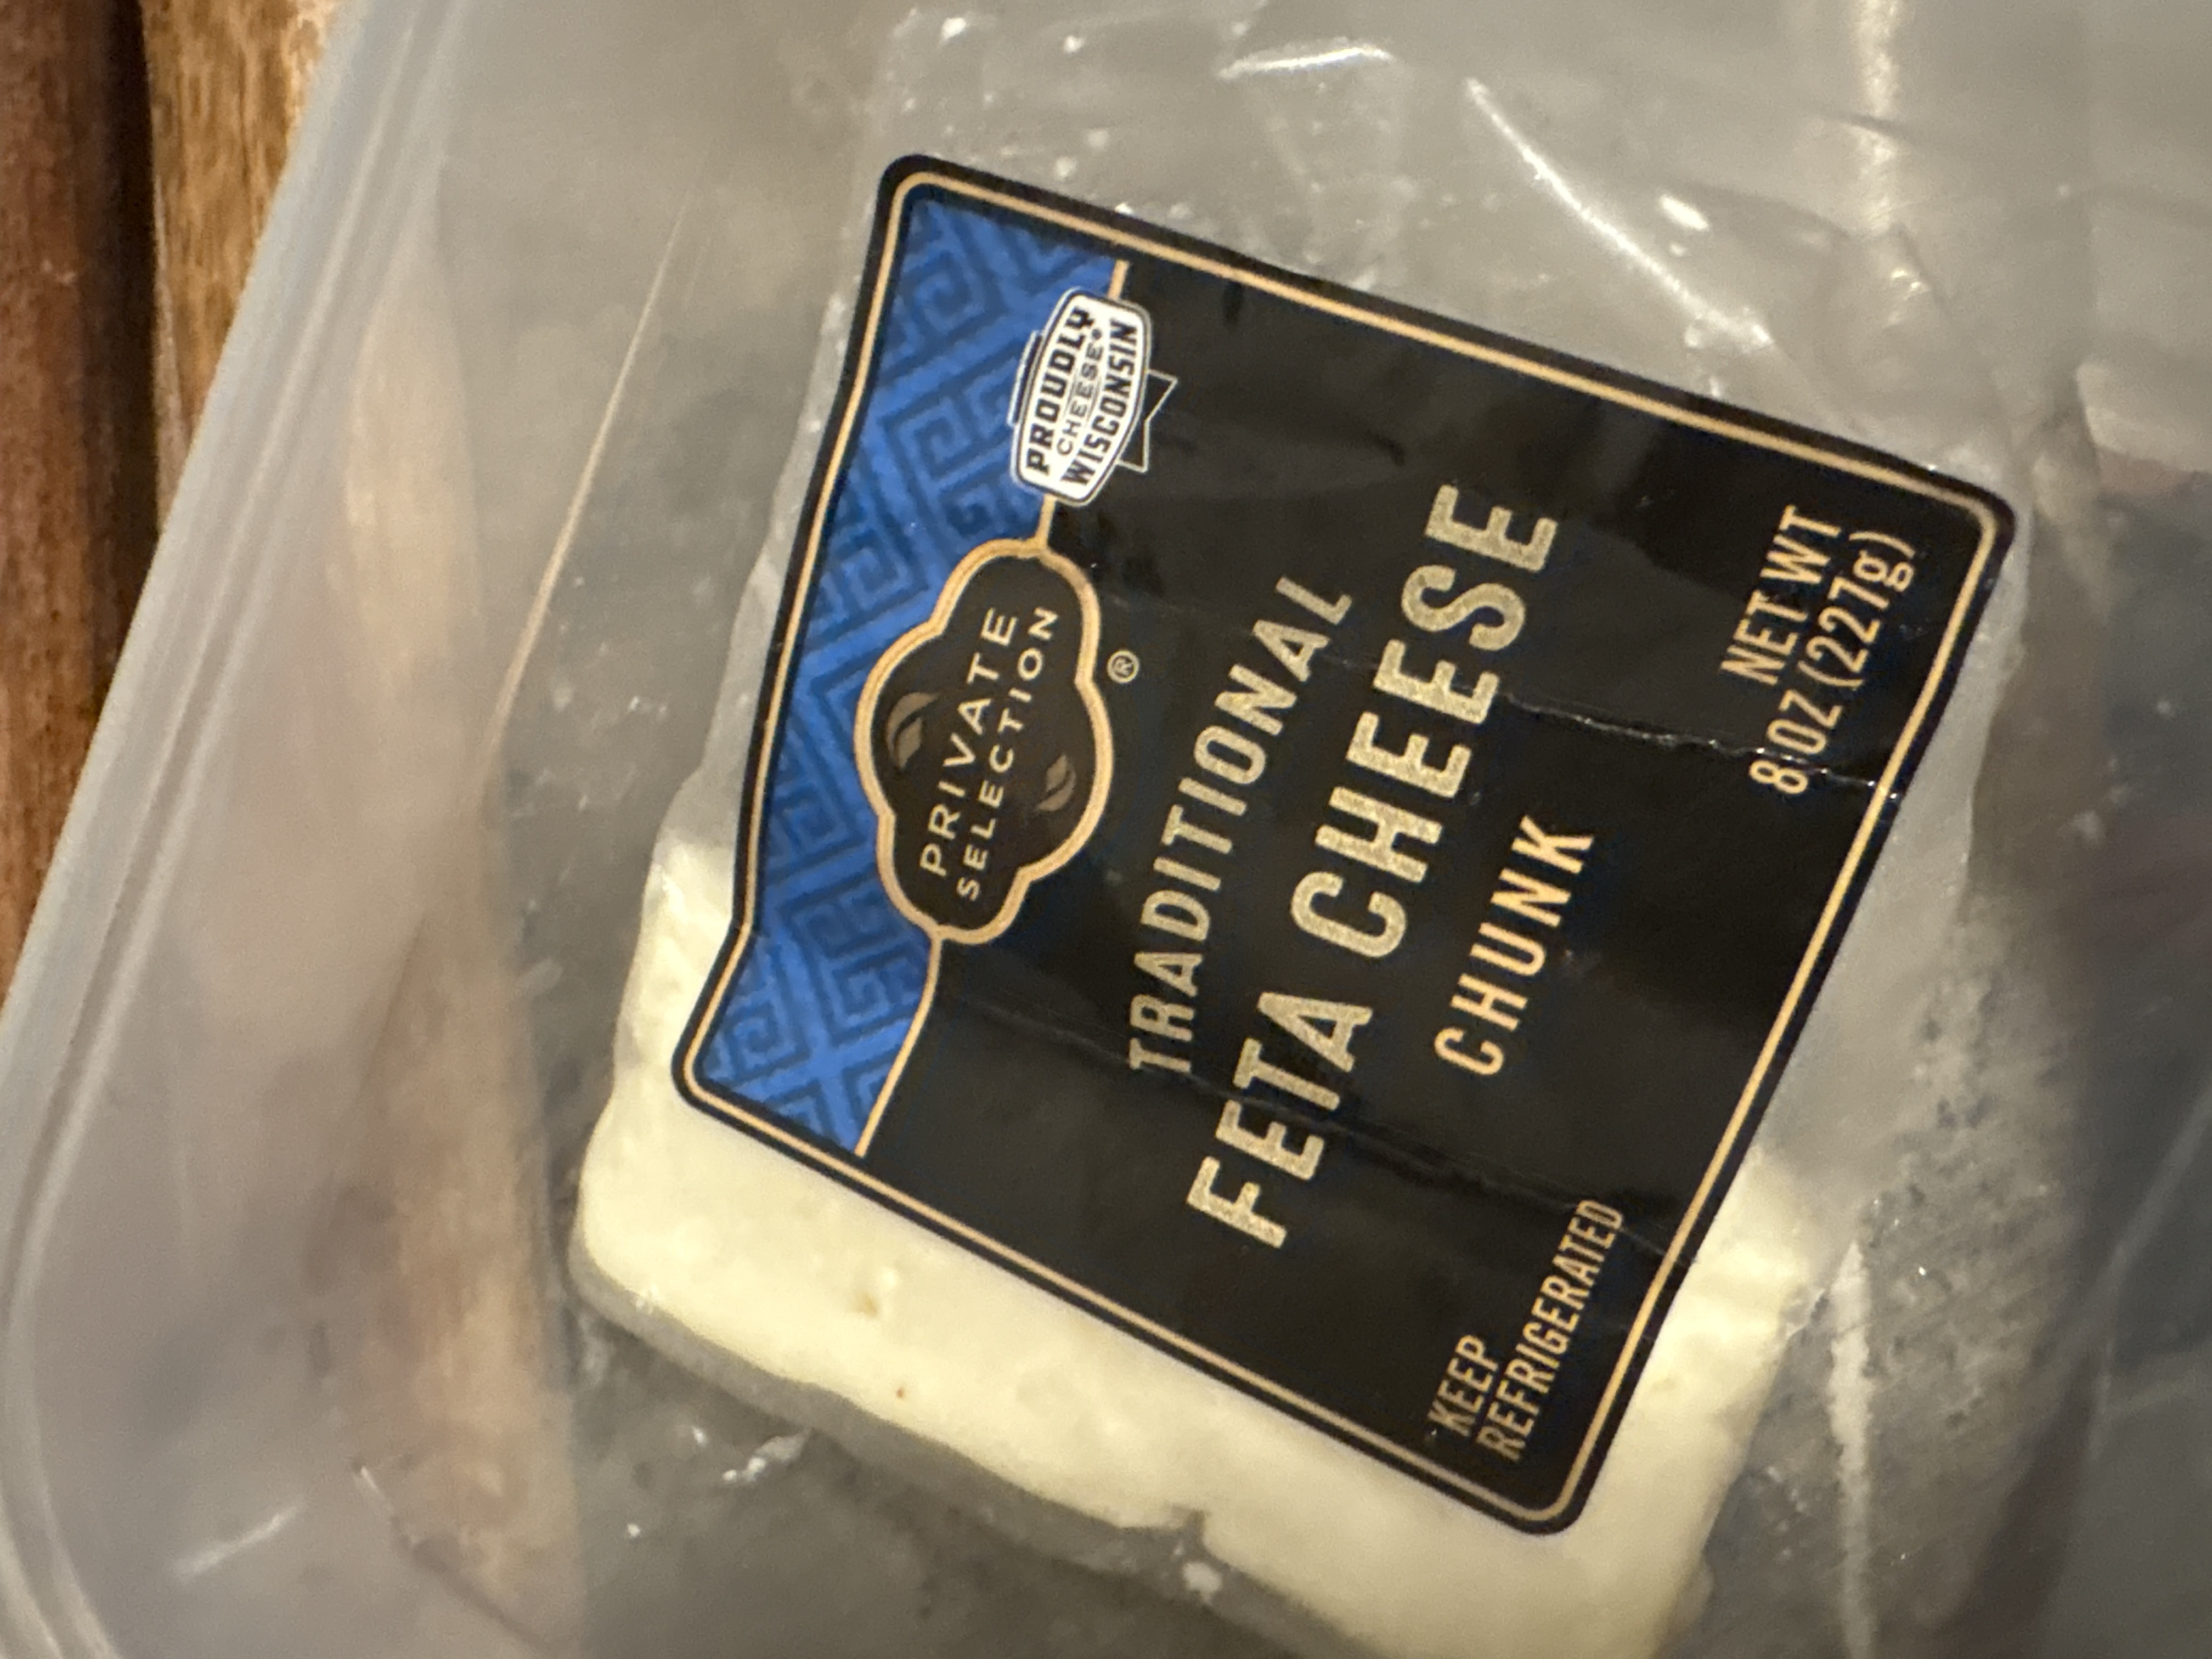 PROUDLY
CHEESE®
WISCONSIN
PRIVATE
SELECTION
®
TRADITIONAL
FETA CHEESE
CHUNK
KEEP
REFRIGERATED
NET WT
8 OZ (227g)